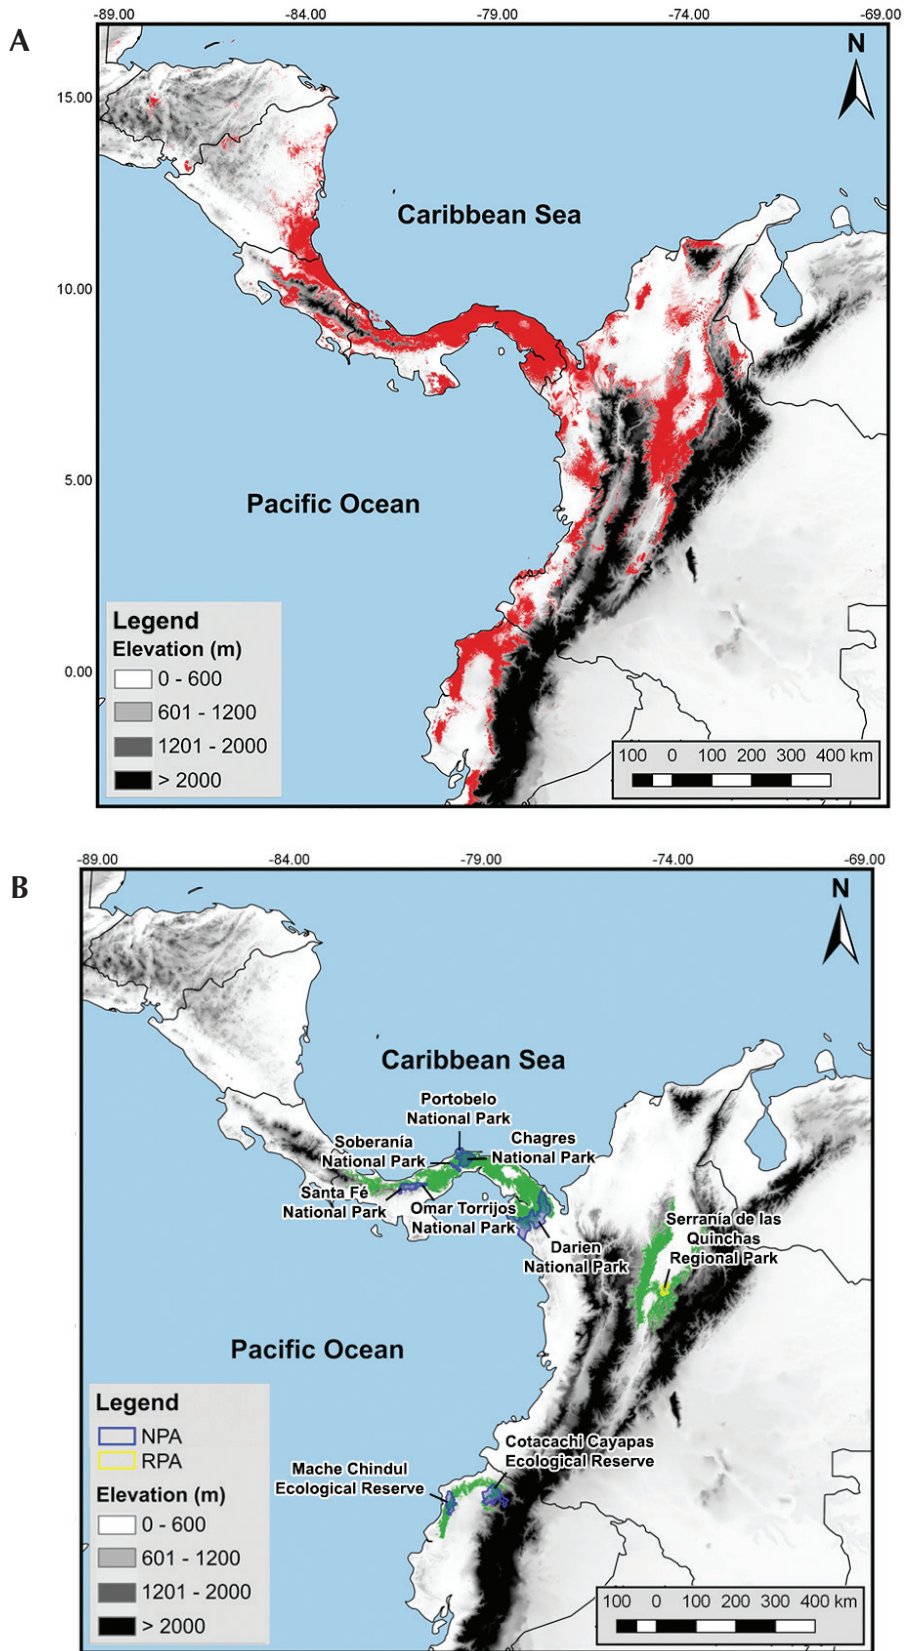 A
-89.00 -84.00 -79.00 -74.00 -69.00
N
15.00
Caribbean Sea
10.00
5.00
Pacific Ocean
Legend
Elevation (m)
0 - 600
601 - 1200
1201 - 2000
> 2000
0.00
100 0 100 200 300 400 km
B
-89.00 -84.00 -79.00 -74.00 -69.00
N
Caribbean Sea
Portobelo
National Park
Soberanía
National Park
Chagres
National Park
Santa Fé
National Park
Omar Torrijos
National Park
Darien
National Park
Serranía de las
Quinchas
Regional Park
Pacific Ocean
Legend
NPA
RPA
Elevation (m)
0 - 600
601 - 1200
1201 - 2000
> 2000
Cotacachi Cayapas
Ecological Reserve
Mache Chindul
Ecological Reserve
100 0 100 200 300 400 km